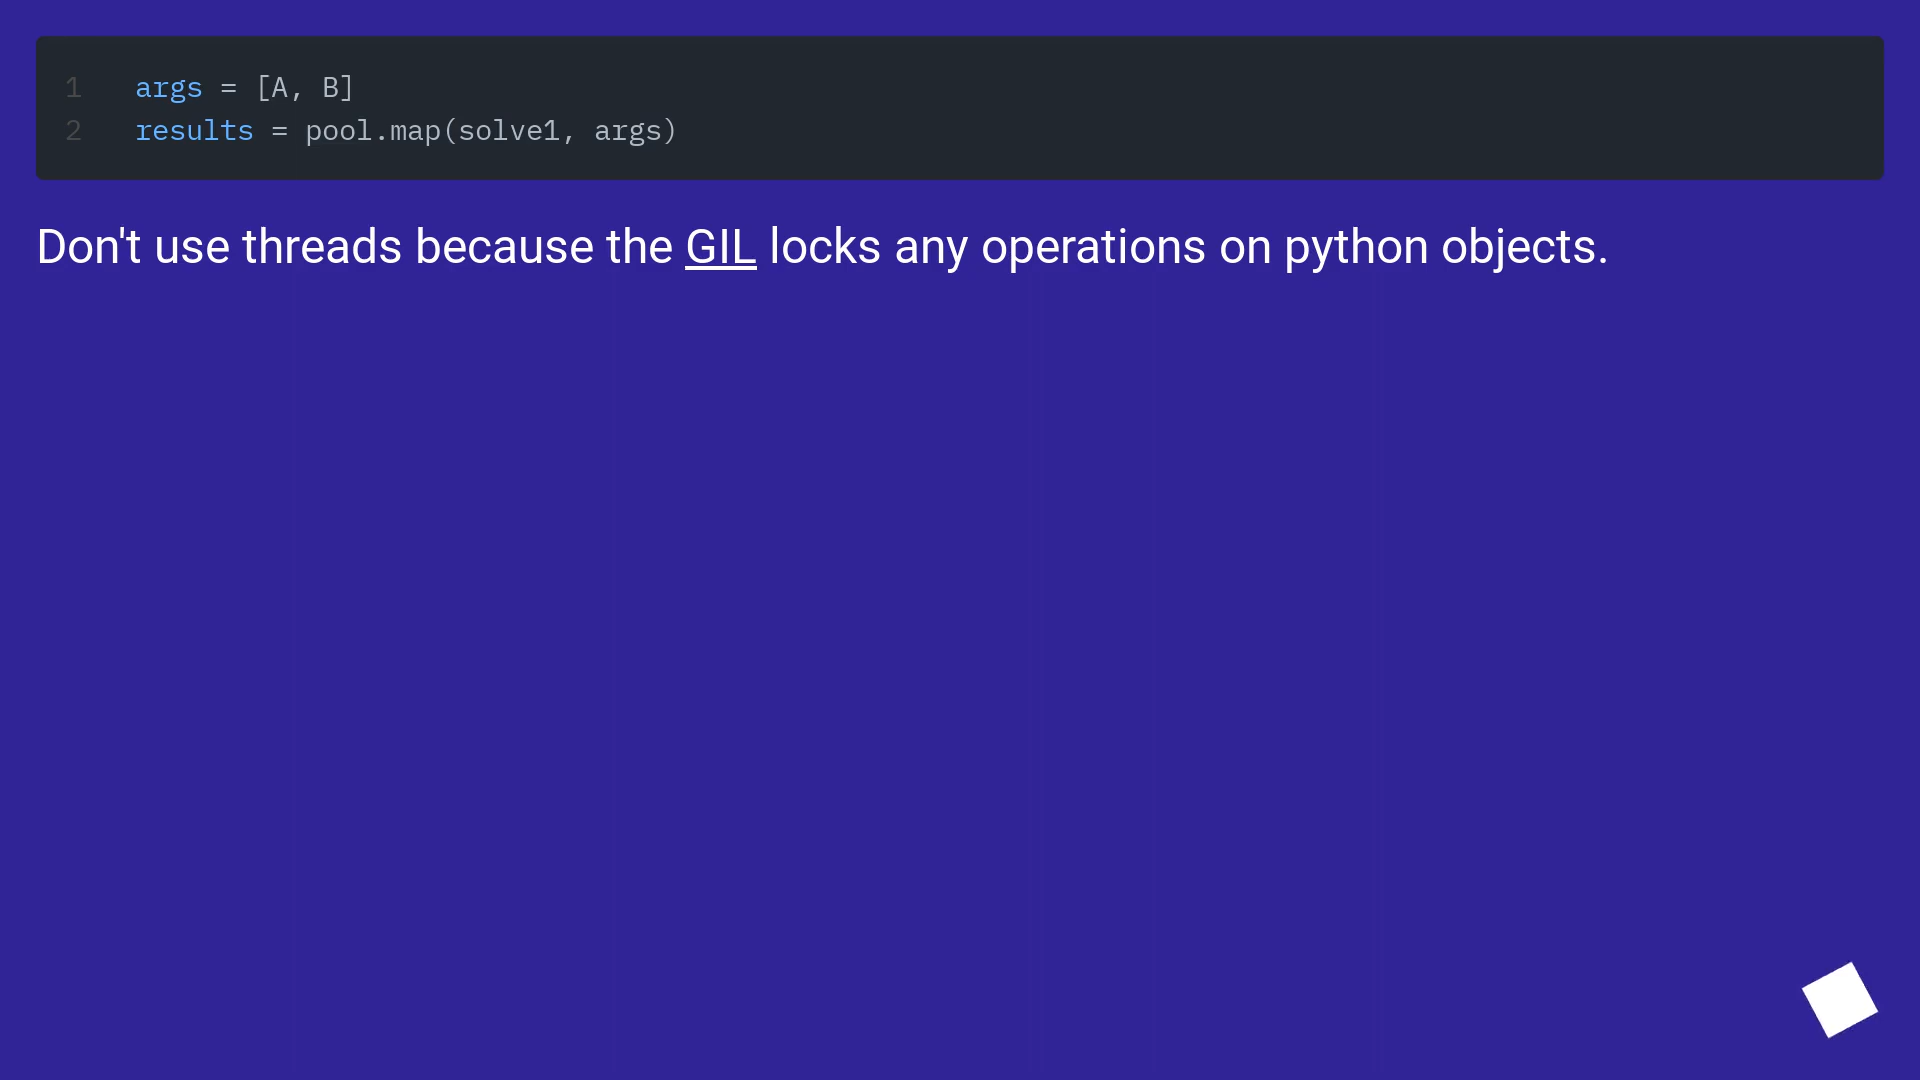 1 args = [A, B]
2 results = pool.map(solve1, args)
Don't use threads because the GIL locks any operations on python objects.